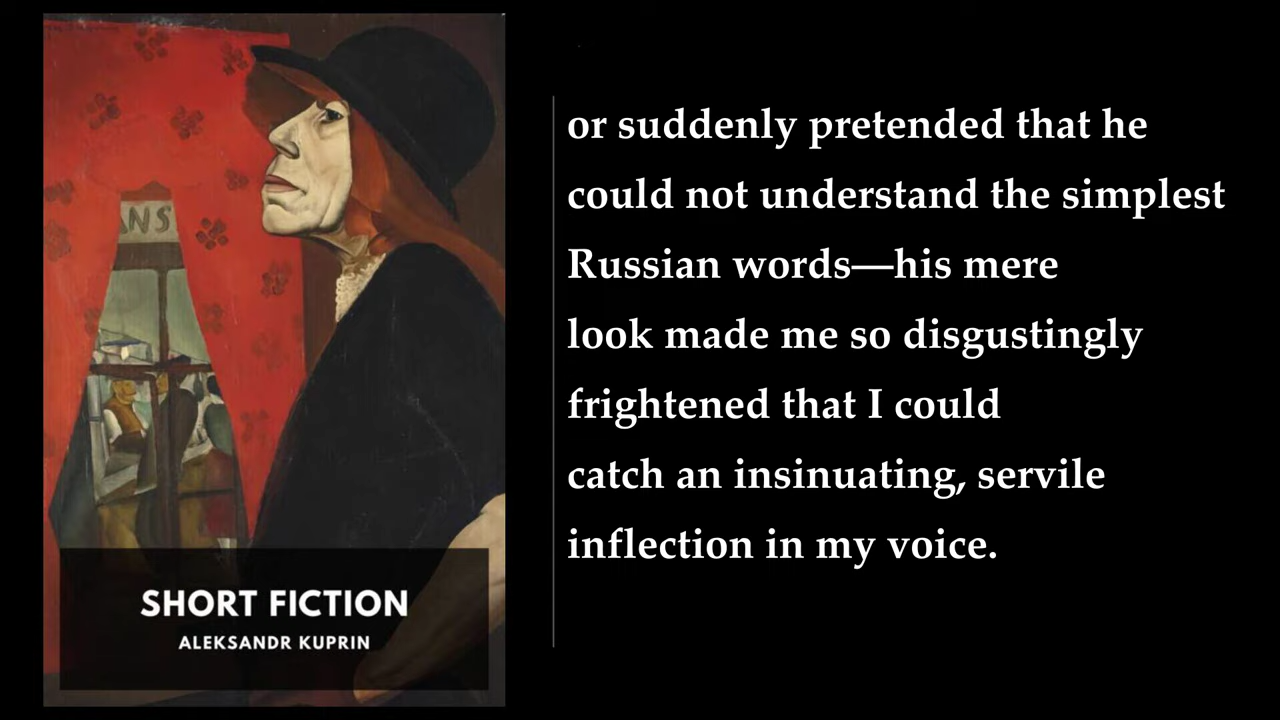 or suddenly pretended that he
could not understand the simplest
Russian words—his mere
look made me so disgustingly
frightened that I could
catch an insinuating, servile
inflection in my voice.
ANS
SHORT FICTION
ALEKSANDR KUPRIN